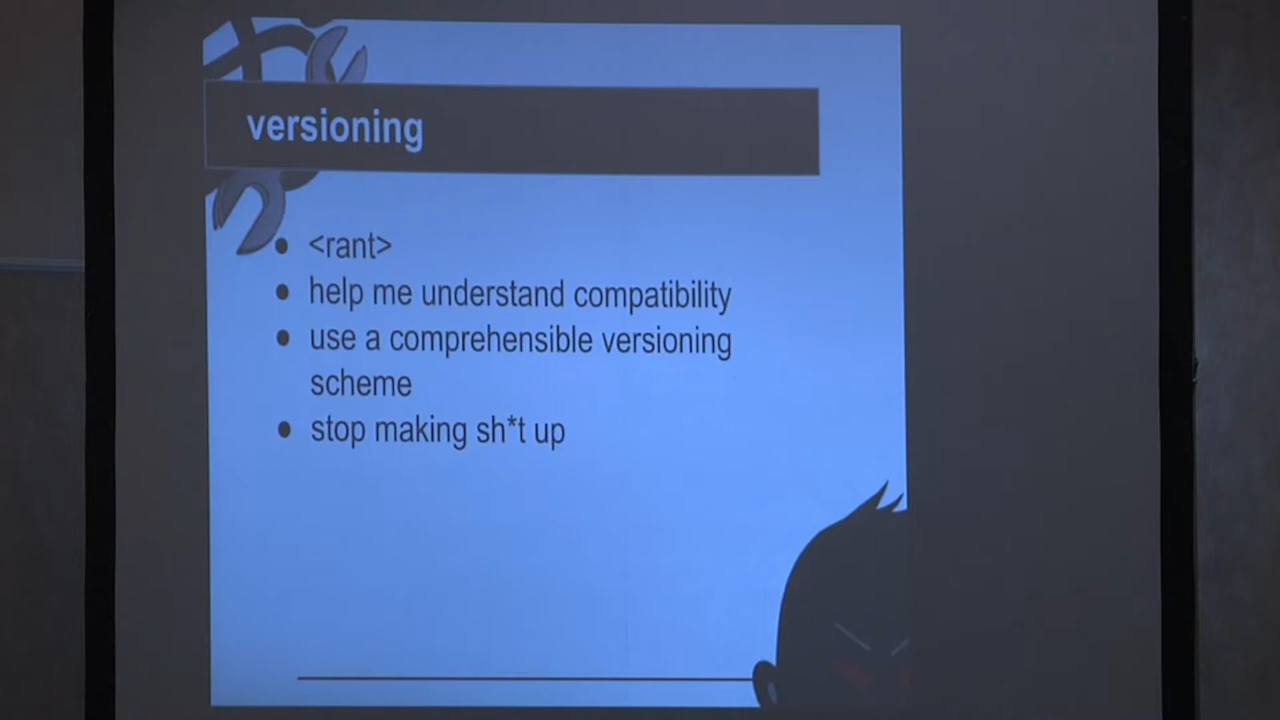 versioning
<rant>
help me understand compatibility
use a comprehensible versioning
scheme
stop making sh*t up